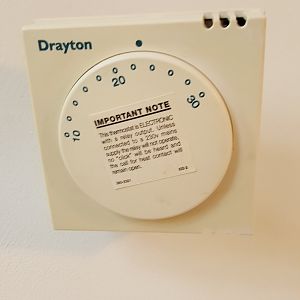 Drayton
10
20
30
IMPORTANT NOTE
This thermostat is ELECTRONIC
with a relay output. Unless
connected to a 230v mains
supply the relay will not operate,
no "click" will be heard and
the call for heat contact will
remain open.